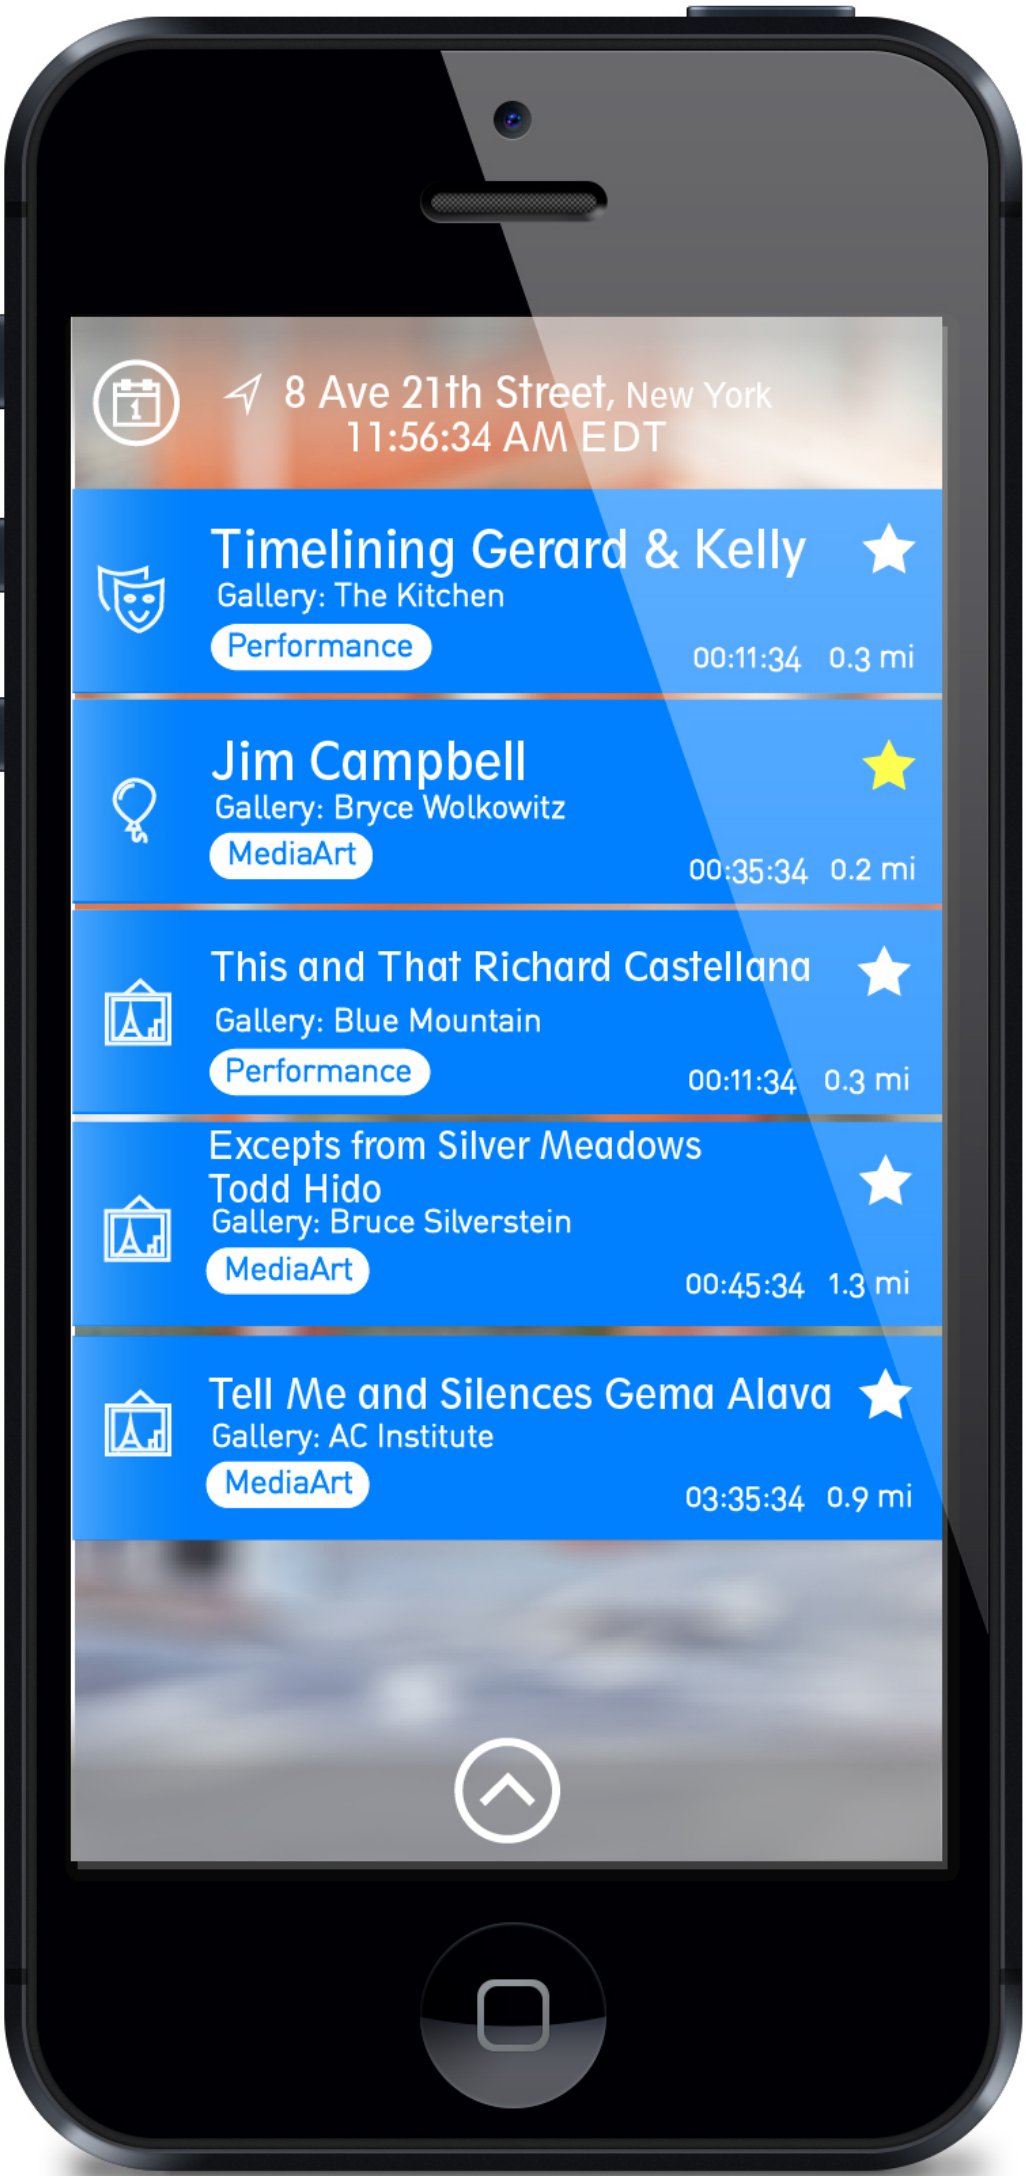 1
8 Ave 21th Street, New York
11:56:34 AM EDT
Timelining Gerard & Kelly
Gallery: The Kitchen
Performance
00:11:34 0.3 mi
Jim Campbell
Gallery: Bryce Wolkowitz
MediaArt
00:35:34 0.2 mi
This and That Richard Castellana
Gallery: Blue Mountain
Performance
00:11:34 0.3 mi
Excepts from Silver Meadows
Todd Hido
Gallery: Bruce Silverstein
MediaArt
00:45:34 1.3 mi
Tell Me and Silences Gema Alava
Gallery: AC Institute
MediaArt
03:35:34 0.9 mi